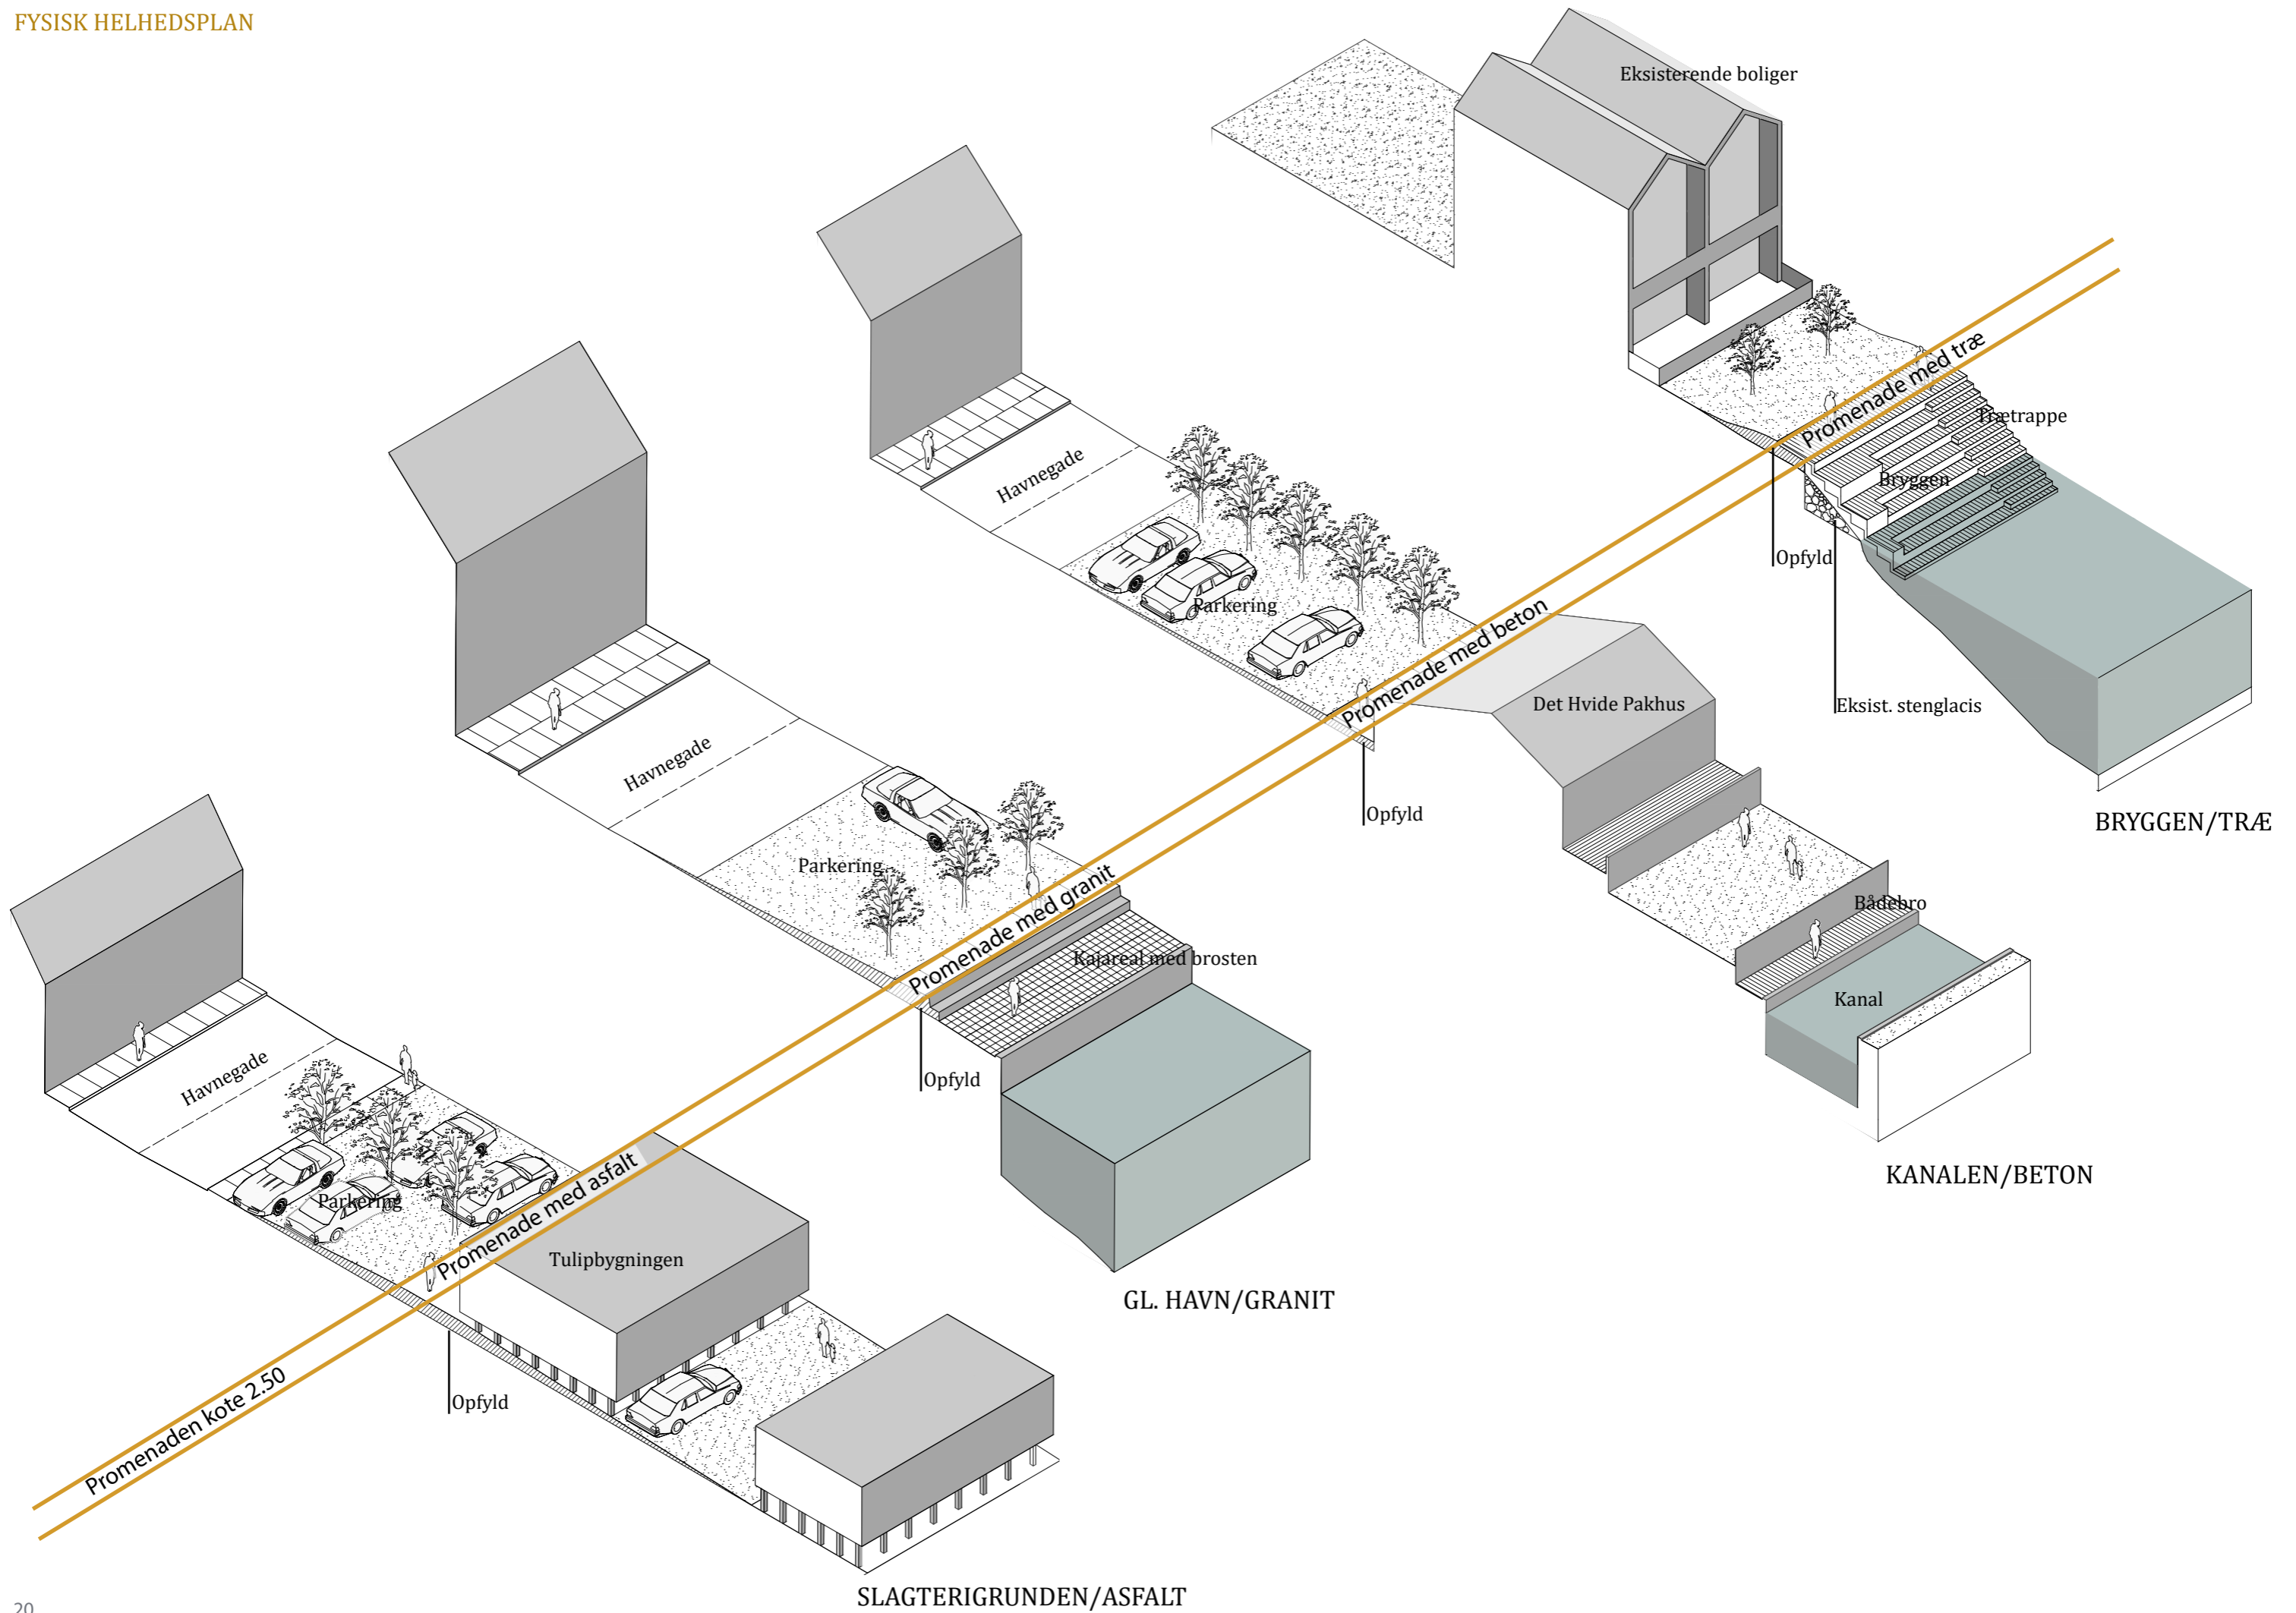 FYSISK HELHEDSPLAN
Eksisterende boliger
Promenade med træ
Trætrappe
Bryggen
Havnegade
Opfyld
Parkering
Promenade med beton
Det Hvide Pakhus
Eksist. stenglacis
Havnegade
Opfyld
BRYGGEN/TRÆ
Parkering
Promenade med granit
Bådebro
Kajareal med brosten
Kanal
Havnegade
Opfyld
KANALEN/BETON
Parkering
Promenade med asfalt
Tulipbygningen
GL. HAVN/GRANIT
Promenaden kote 2.50
Opfyld
SLAGTERIGRUNDEN/ASFALT
20